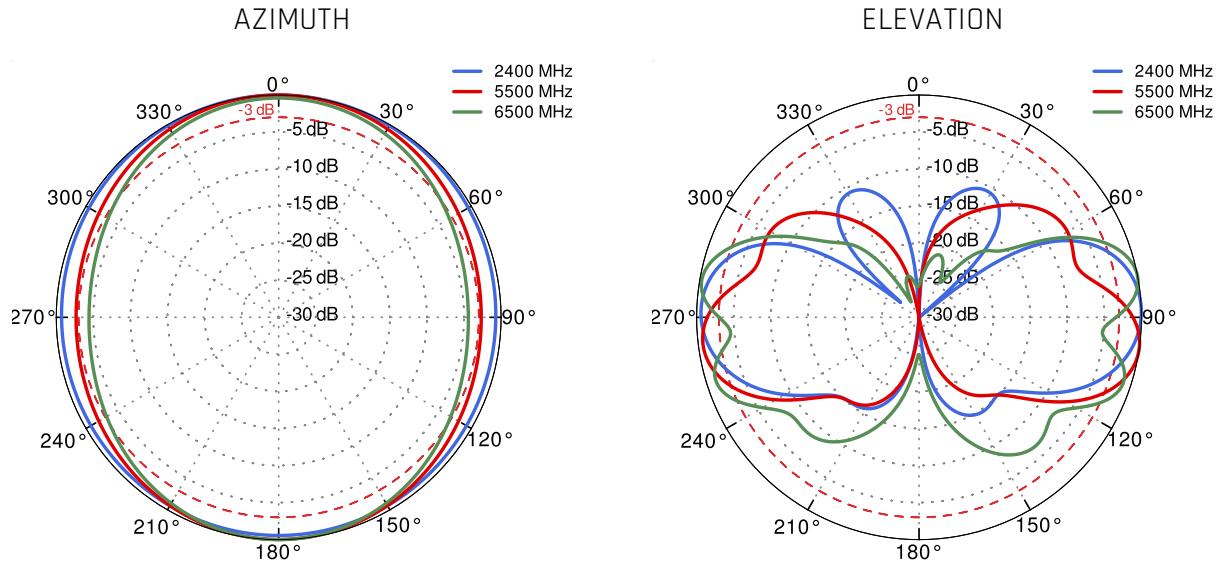 AZIMUTH
2400 MHz
5500 MHz
6500 MHz
0°
330°
-3 dB
30°
-5 dB
-10 dB
300°
60°
-15 dB
-20 dB
-25 dB
270°
-30 dB
90°
240°
120°
210°
150°
180°
ELEVATION
2400 MHz
5500 MHz
6500 MHz
0°
330°
-3 dB
30°
-5 dB
-10 dB
300°
60°
-15 dB
-20 dB
-25 dB
270°
-30 dB
90°
240°
120°
210°
150°
180°